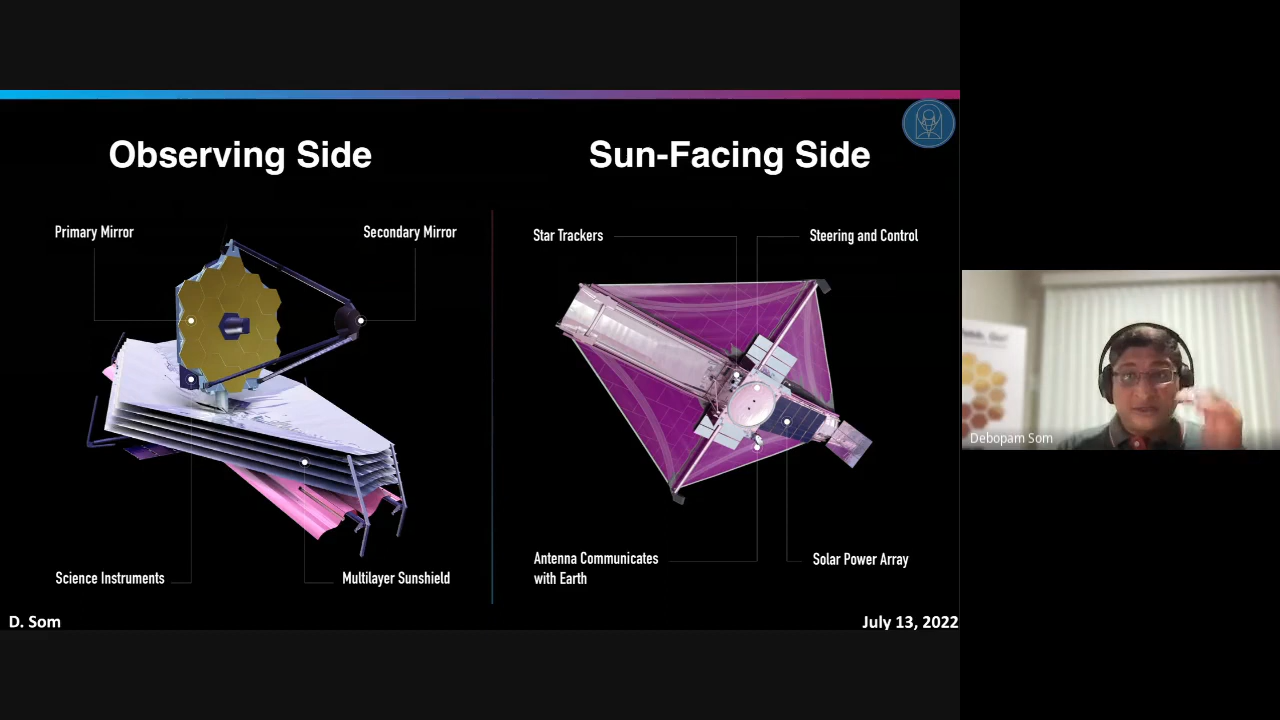 Observing Side
Sun-Facing Side
Primary Mirror
Secondary Mirror
Star Trackers
Steering and Control
Science Instruments
Multilayer Sunshield
Antenna Communicates
with Earth
Solar Power Array
D. Som
July 13, 2022
Debopam Som